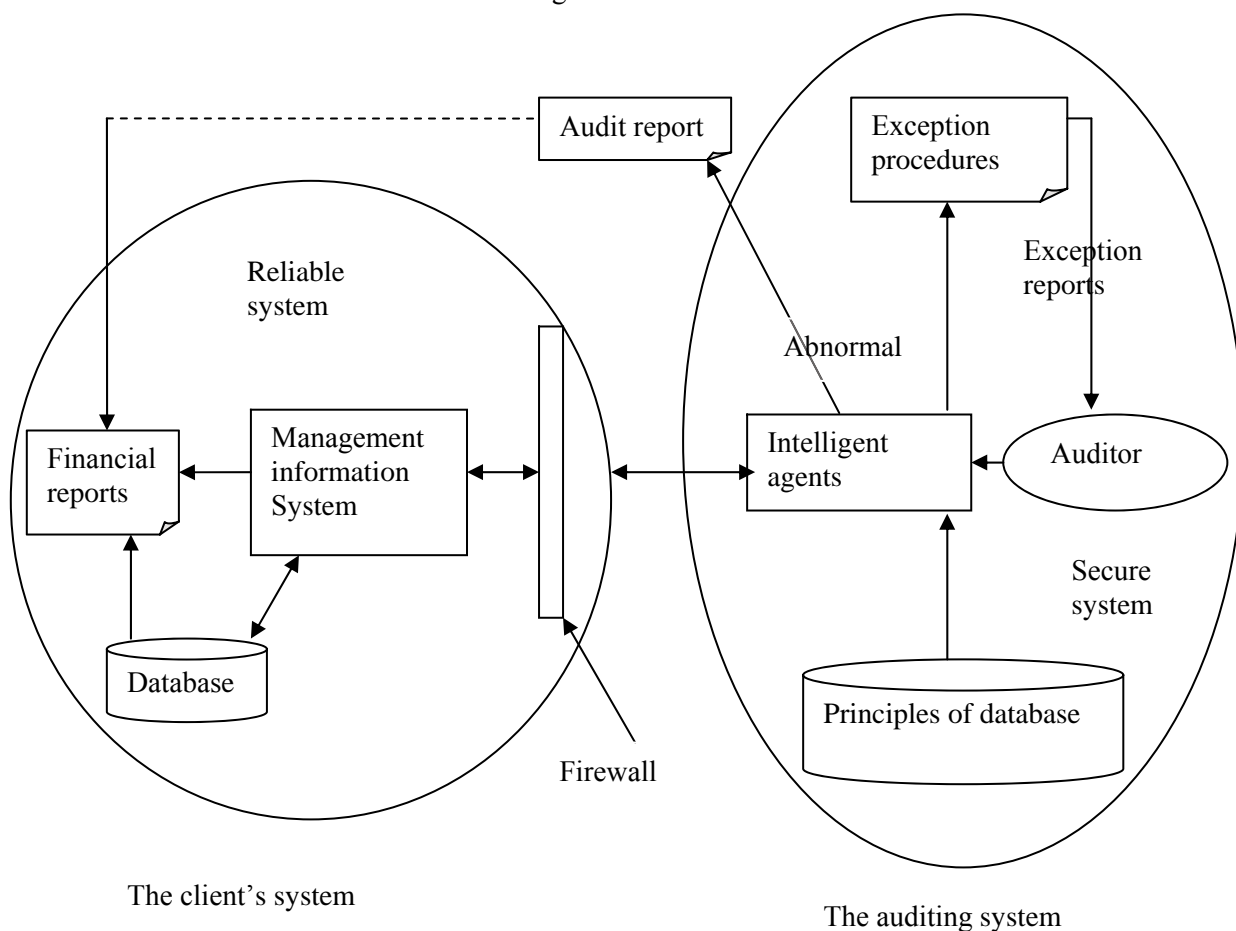 Audit report
Exception
procedures
Reliable
system
Exception
reports
Abnormal
Financial
reports
Management
information
System
Intelligent
agents
Auditor
Secure
system
Database
Principles of database
Firewall
The client's system
The auditing system